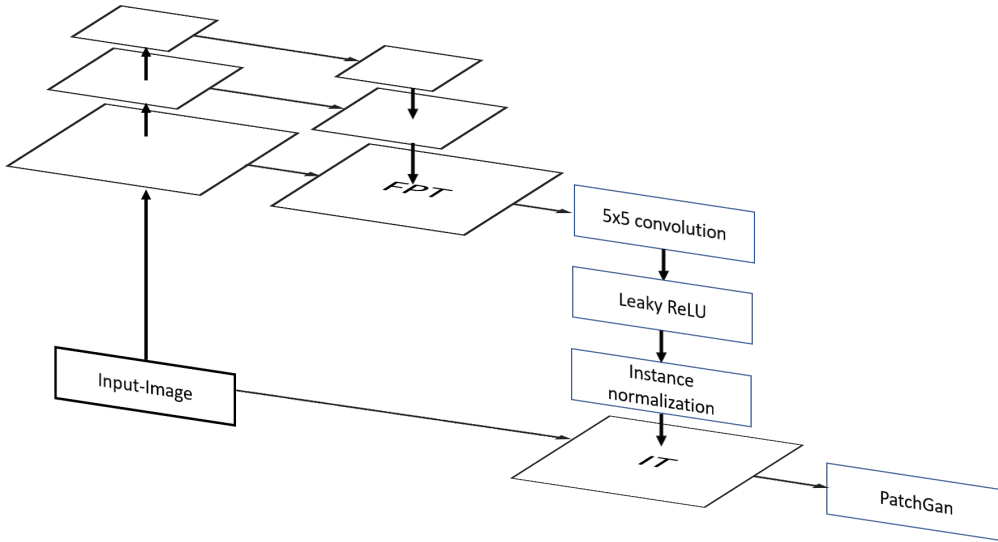 FPT
5x5 convolution
Leaky ReLU
Input-Image
Instance
normalization
IT
PatchGan